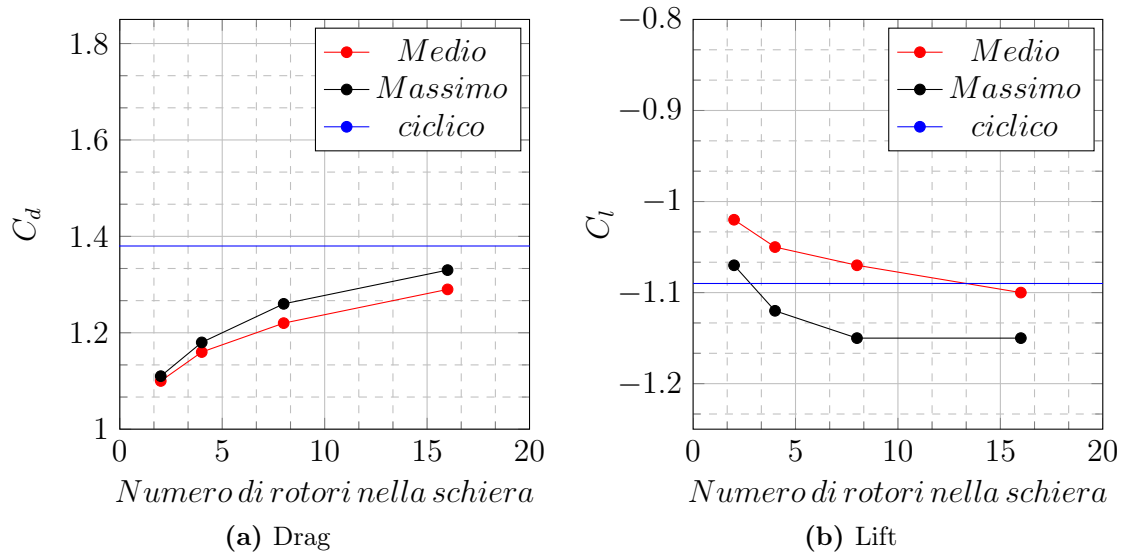 1.8
1.6
1.4
1.2
1
C_d
0 5 10 15 20
Numero di rotori nella schiera
Medio
Massimo
ciclico
(a) Drag
−0.8
−0.9
−1
−1.1
−1.2
C_l
0 5 10 15 20
Numero di rotori nella schiera
Medio
Massimo
ciclico
(b) Lift